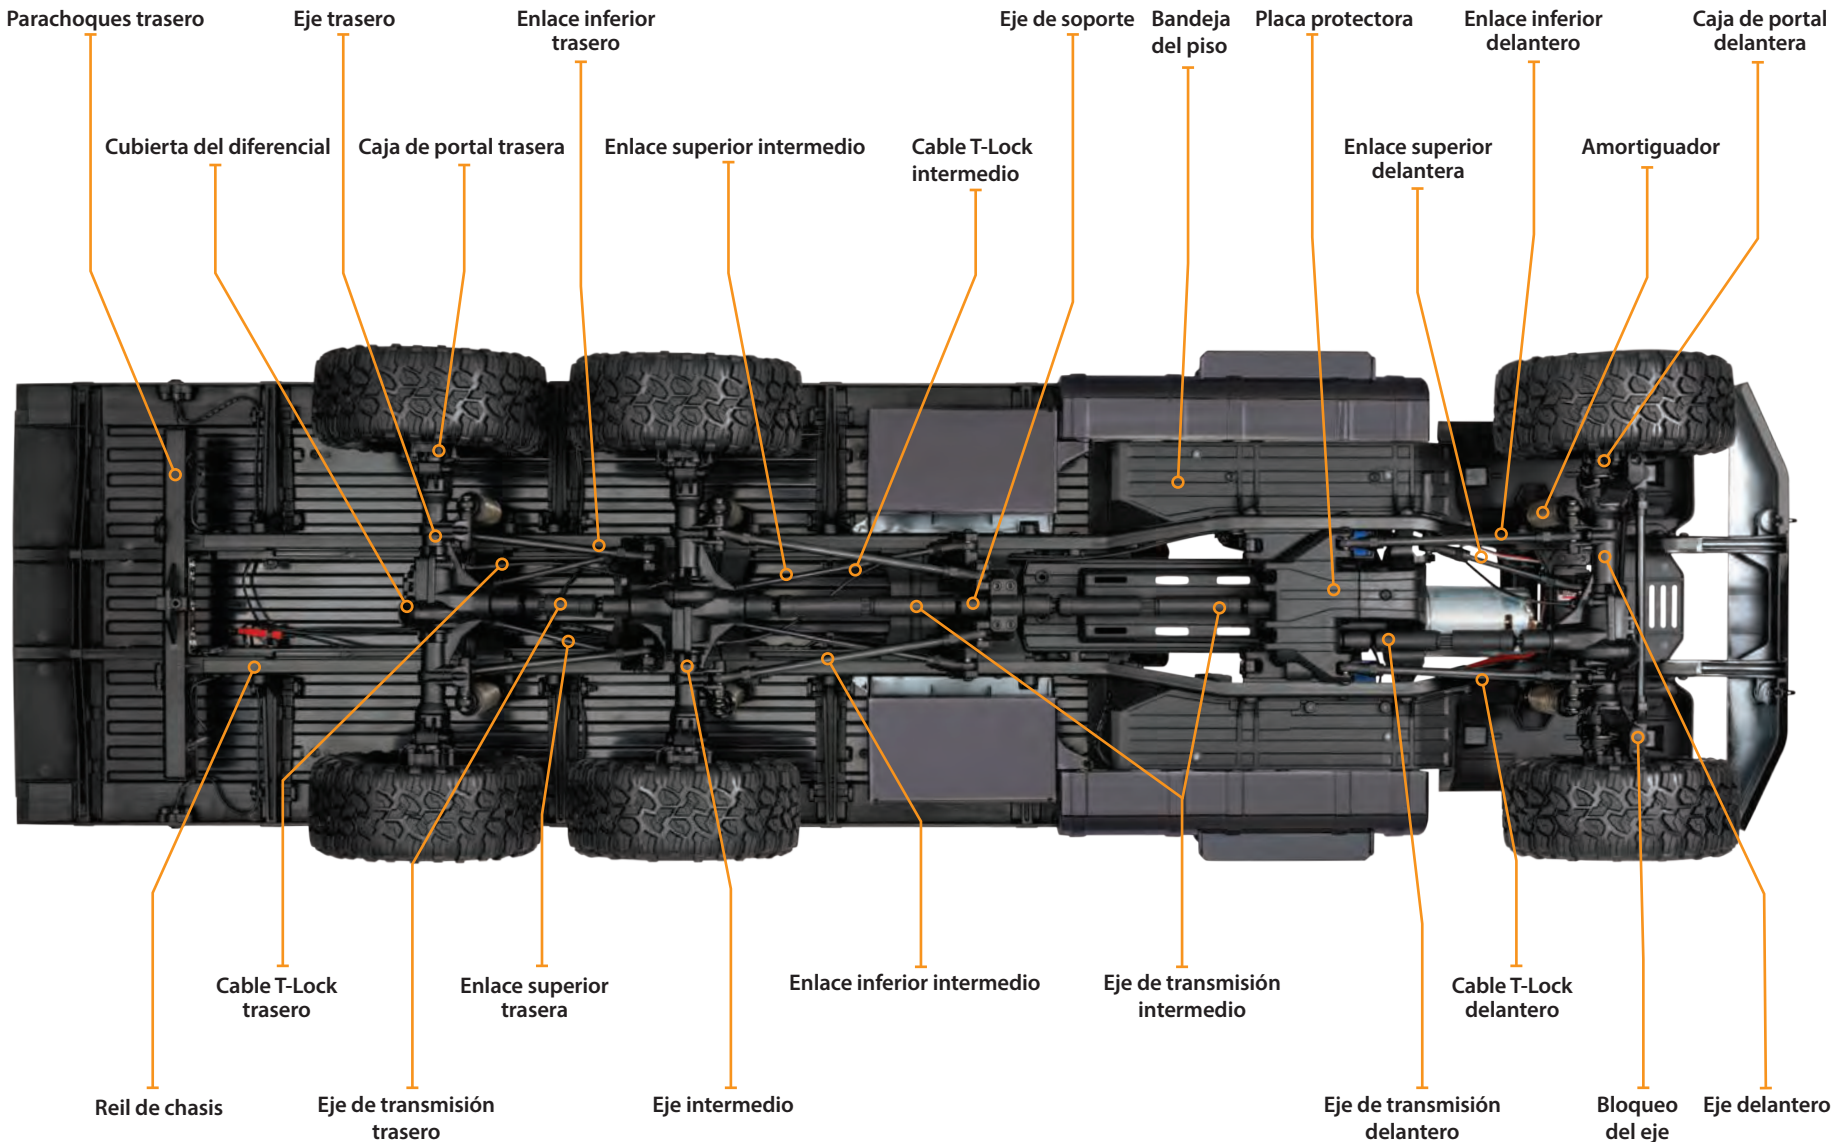 Parachoques trasero
Eje trasero
Enlace inferior
trasero
Eje de soporte
Bandeja
del piso
Placa protectora
Enlace inferior
delantero
Caja de portal
delantera
Cubierta del diferencial
Caja de portal trasera
Enlace superior intermedio
Cable T-Lock
intermedio
Enlace superior
delantera
Amortiguador
Cable T-Lock
trasero
Enlace superior
trasera
Enlace inferior intermedio
Eje de transmisión
intermedio
Cable T-Lock
delantero
Reil de chasis
Eje de transmisión
trasero
Eje intermedio
Eje de transmisión
delantero
Bloqueo
del eje
Eje delantero